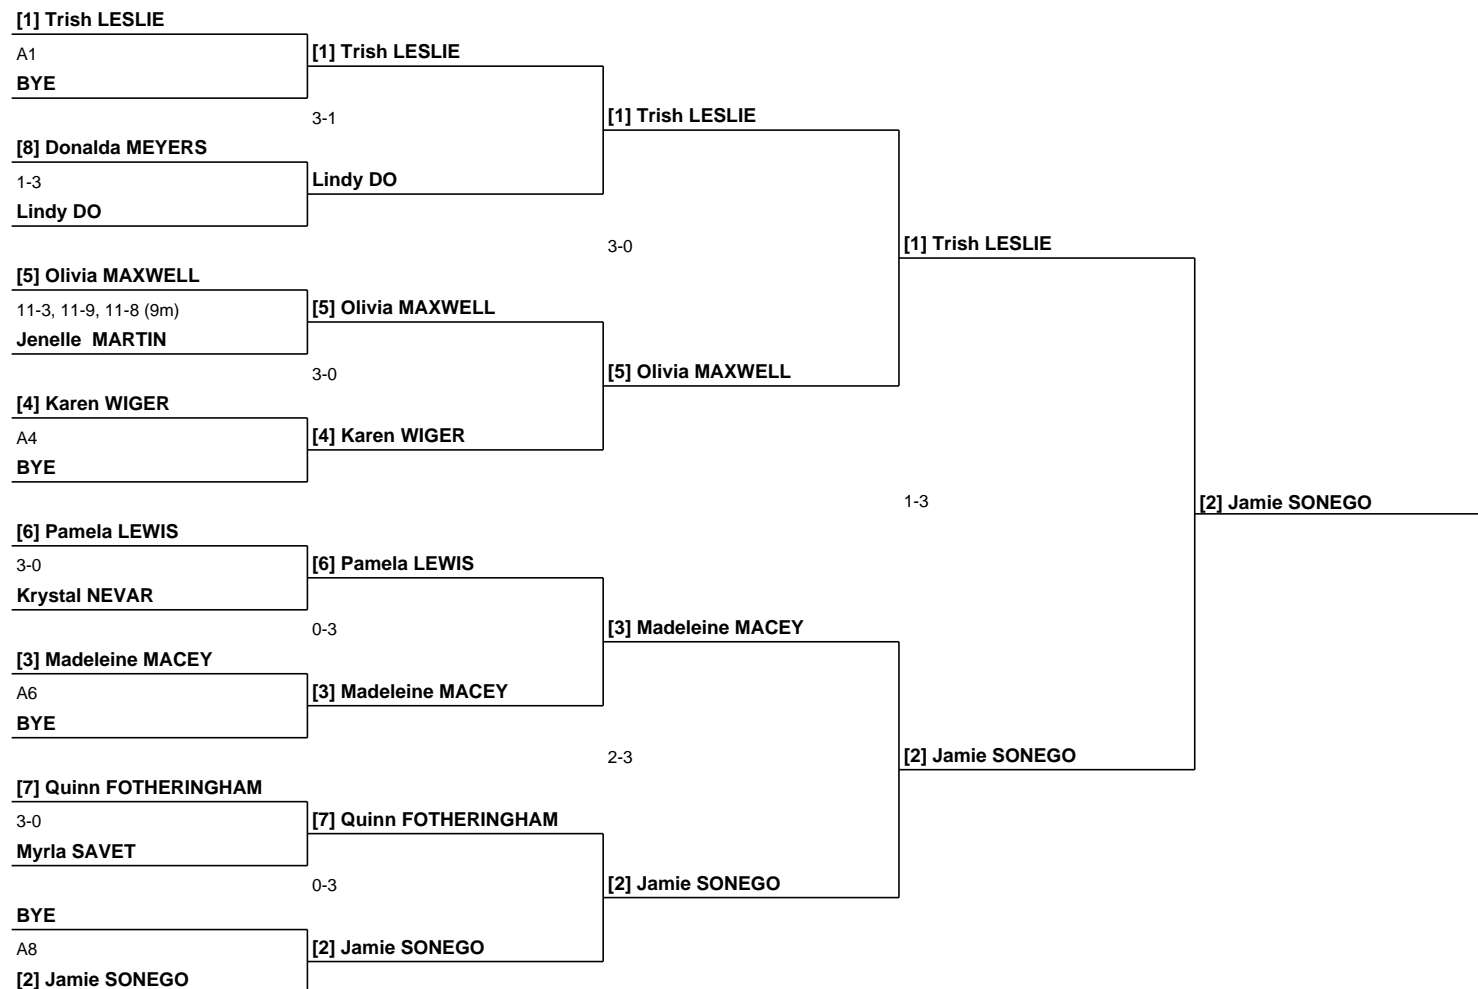 [1] Trish LESLIE
A1
BYE
[1] Trish LESLIE
3-1
[8] Donalda MEYERS
1-3
Lindy DO
Lindy DO
[1] Trish LESLIE
3-0
[5] Olivia MAXWELL
11-3, 11-9, 11-8 (9m)
Jenelle  MARTIN
[5] Olivia MAXWELL
3-0
[4] Karen WIGER
A4
BYE
[4] Karen WIGER
[5] Olivia MAXWELL
[1] Trish LESLIE
1-3
[2] Jamie SONEGO
[6] Pamela LEWIS
3-0
Krystal NEVAR
[6] Pamela LEWIS
0-3
[3] Madeleine MACEY
A6
BYE
[3] Madeleine MACEY
[3] Madeleine MACEY
2-3
[2] Jamie SONEGO
[7] Quinn FOTHERINGHAM
3-0
Myrla SAVET
[7] Quinn FOTHERINGHAM
0-3
[2] Jamie SONEGO
BYE
A8
[2] Jamie SONEGO
[2] Jamie SONEGO